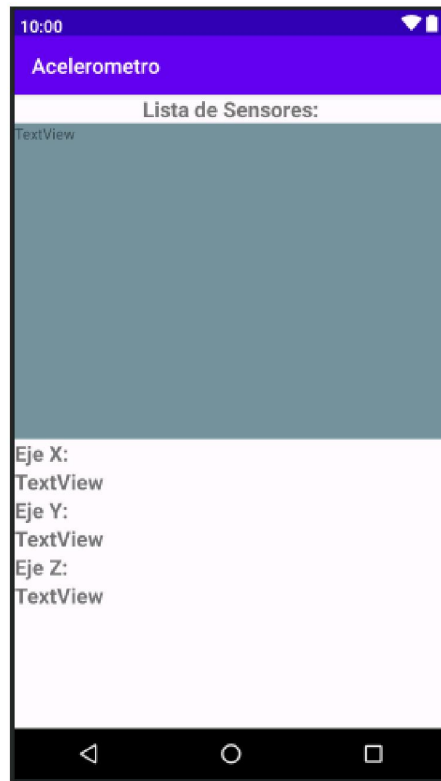 10:00
Acelerometro
Lista de Sensores:
TextView
Eje X:
TextView
Eje Y:
TextView
Eje Z:
TextView